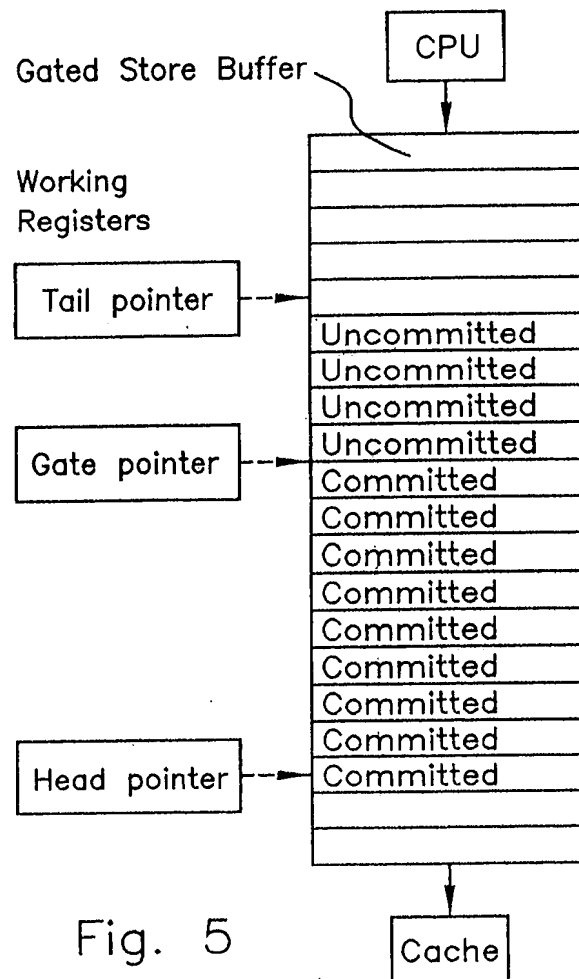 CPU
Gated Store Buffer
Working
Registers
Tail pointer
Uncommitted
Uncommitted
Uncommitted
Uncommitted
Gate pointer
Committed
Committed
Committed
Committed
Committed
Committed
Committed
Committed
Committed
Head pointer
Fig. 5
Cache